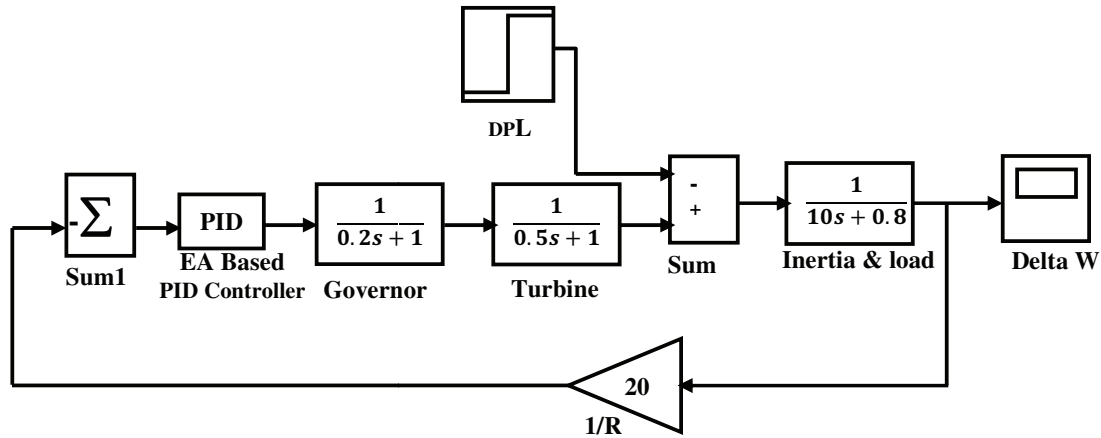 DPL
-Σ
Sum1
PID
EA Based
PID Controller
1
0.2s + 1
Governor
1
0.5s + 1
Turbine
-
+
Sum
1
10s + 0.8
Inertia & load
Delta W
20
1/R